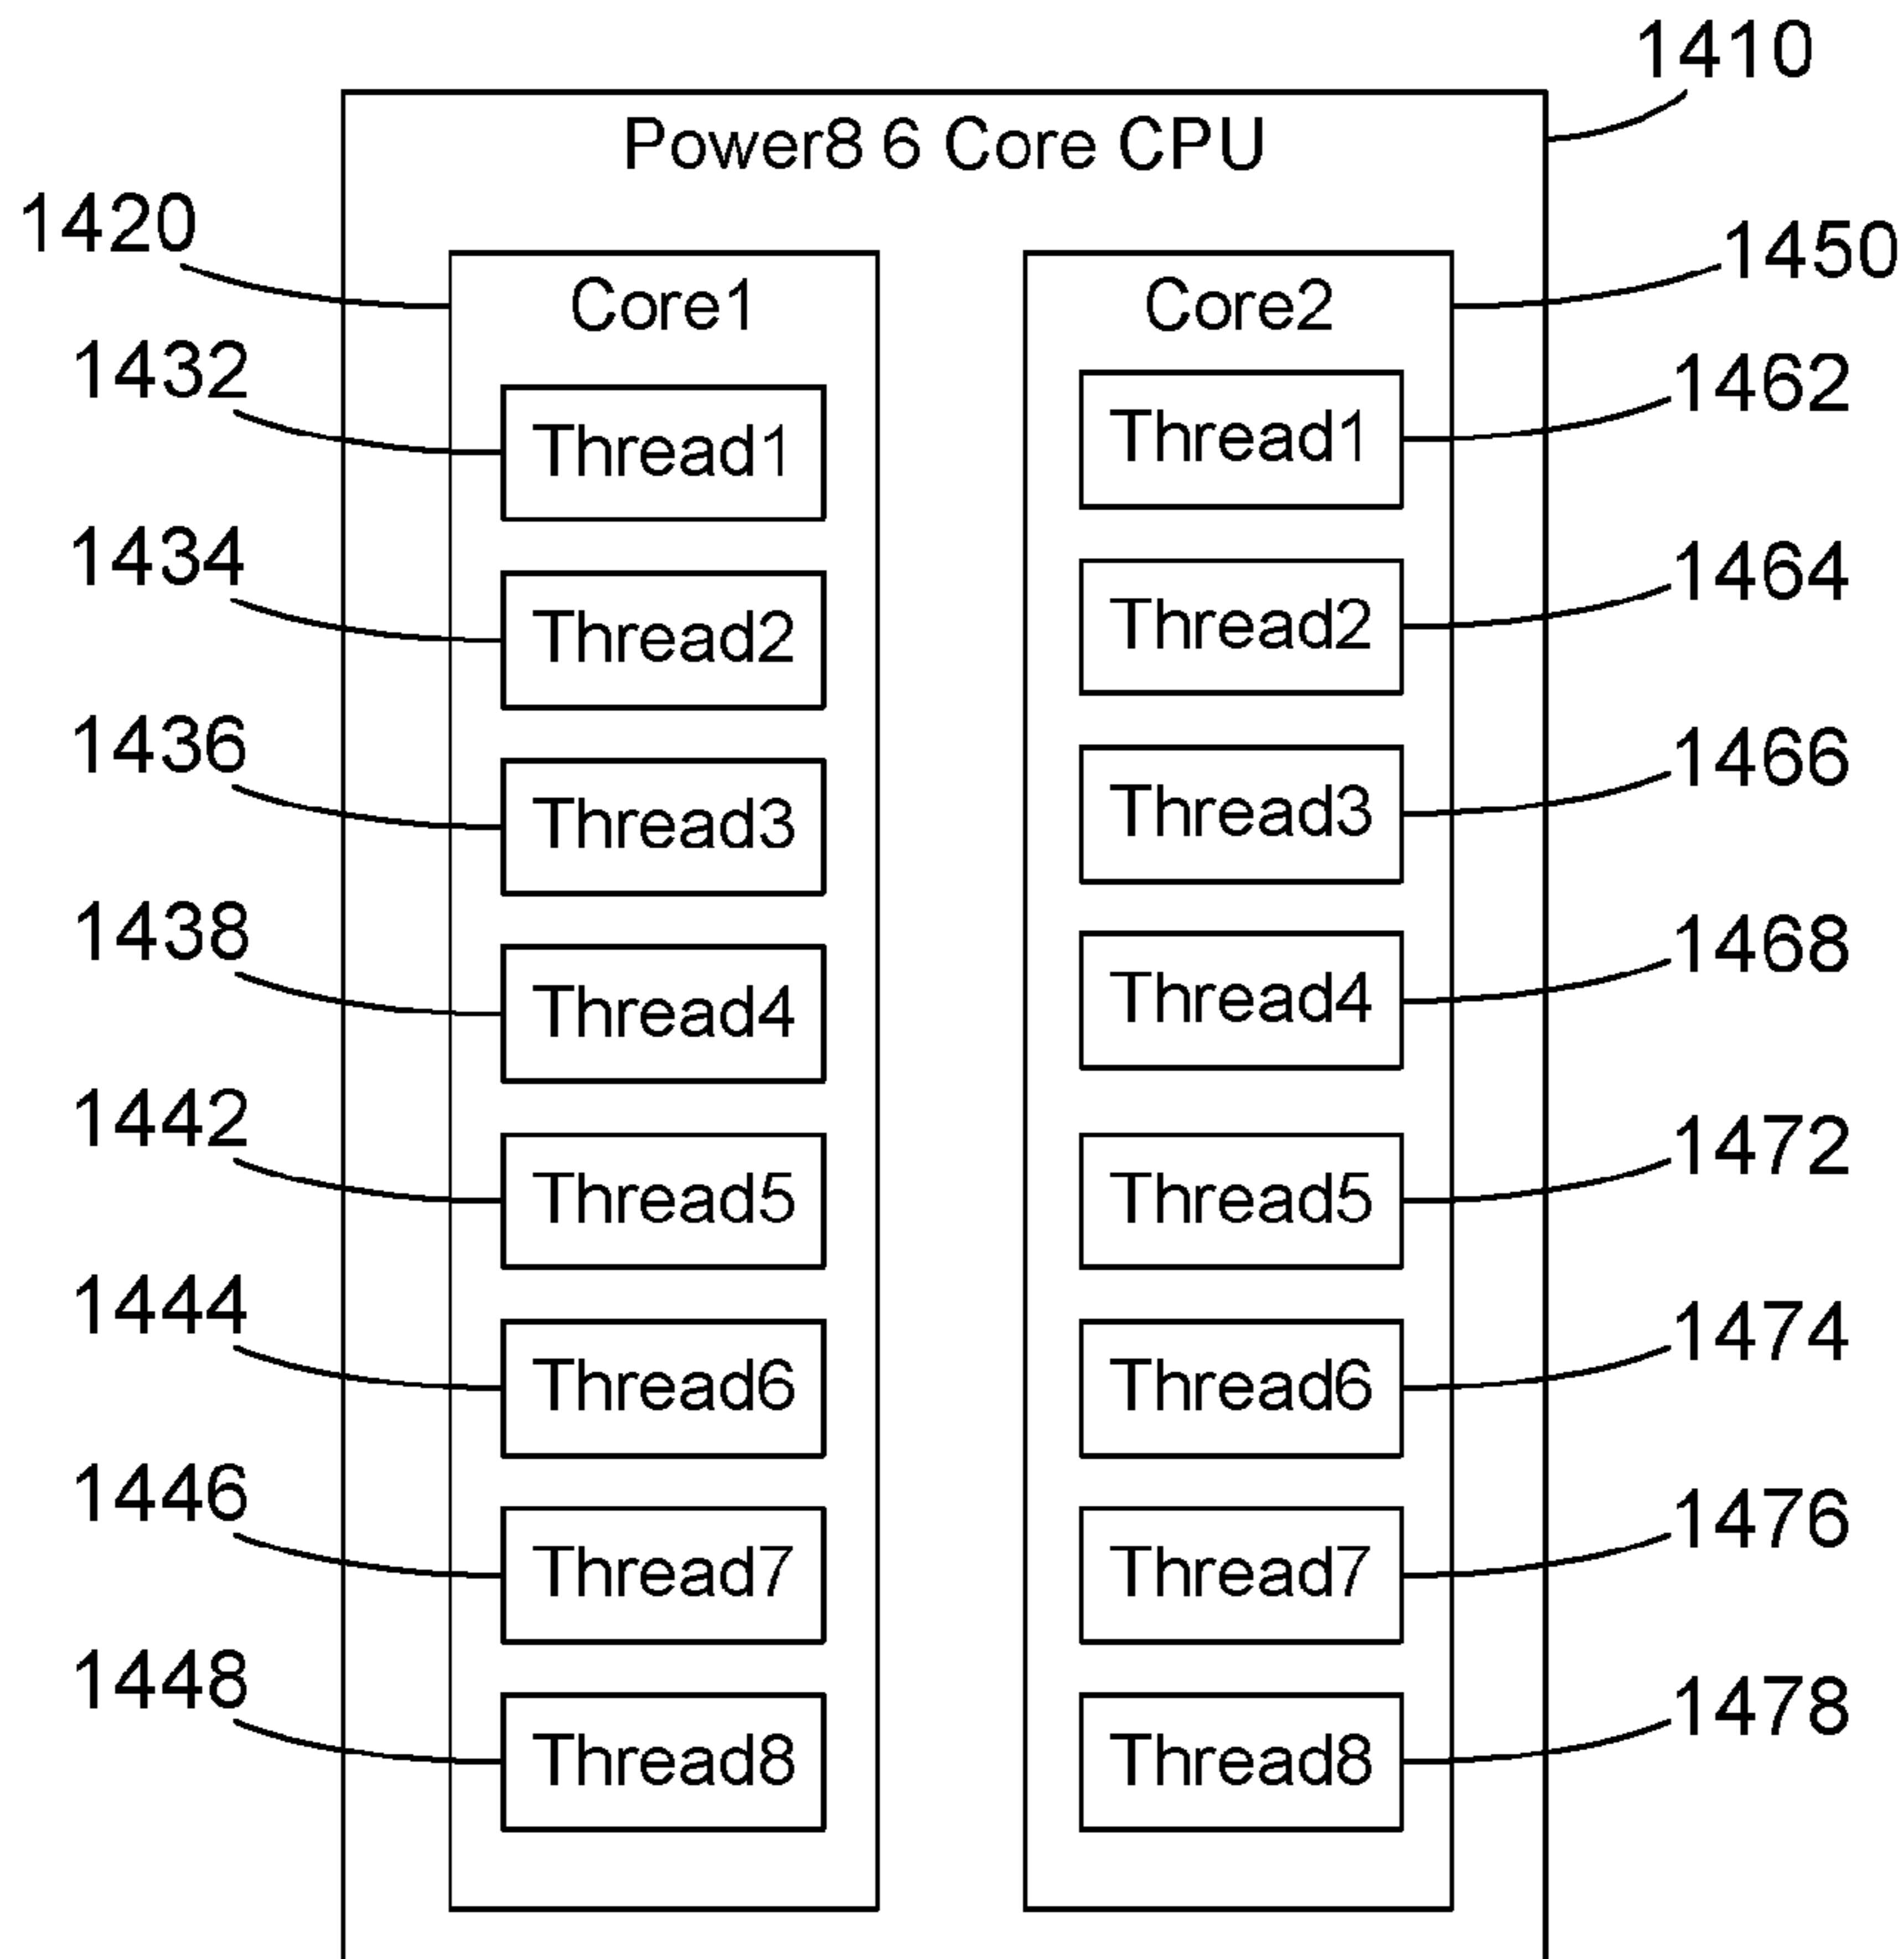 1410
Power8 6 Core CPU
1420
1450
Core1
Core2
1432
1462
Thread1
Thread1
1434
1464
Thread2
Thread2
1436
1466
Thread3
Thread3
1438
1468
Thread4
Thread4
1442
1472
Thread5
Thread5
1444
1474
Thread6
Thread6
1446
1476
Thread7
Thread7
1448
1478
Thread8
Thread8